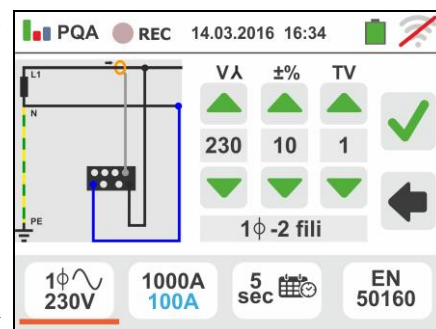 PQA REC 14.03.2016 16:34
V⅄ ±% TV
L1
N
PE
230 10 1
1ϕ -2 fili
1ϕ∿ 1000A 5 EN
230V 100A sec 50160